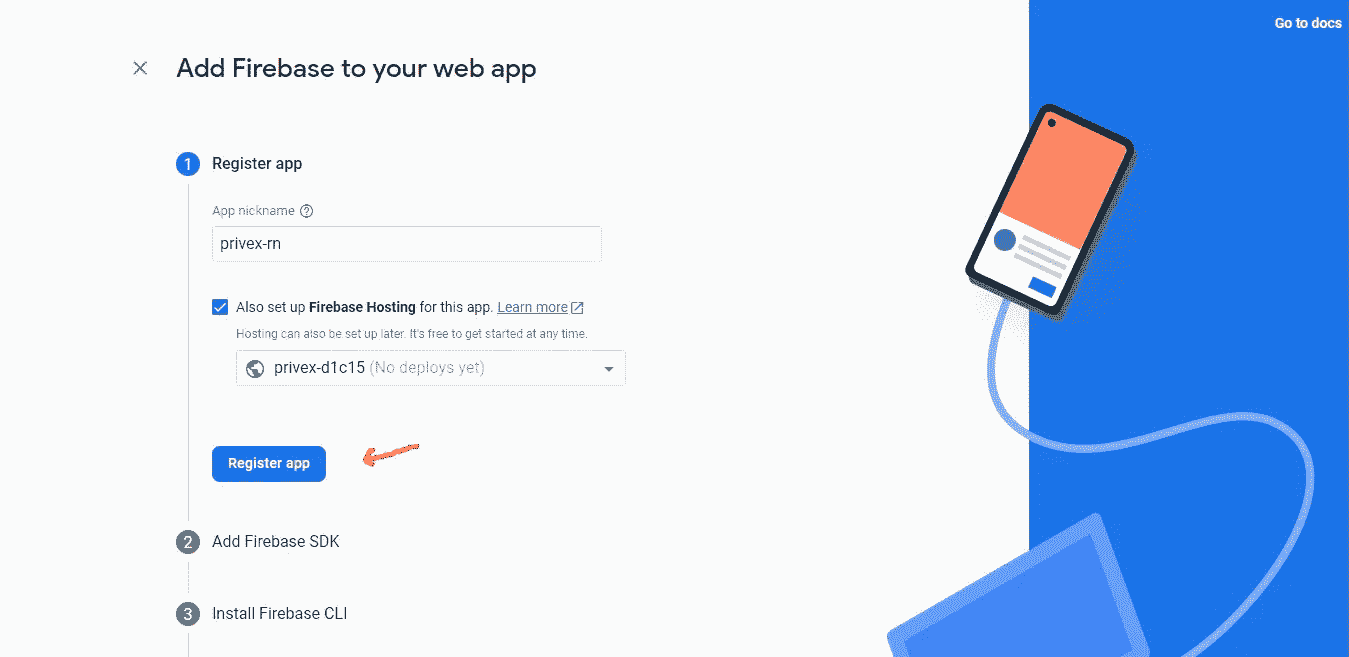 Go to docs
Add Firebase to your web app
1 Register app
App nickname
privex-rn
Also set up Firebase Hosting for this app. Learn more
Hosting can also be set up later. It's free to get started at any time.
privex-d1c15 (No deploys yet)
Register app
2 Add Firebase SDK
3 Install Firebase CLI